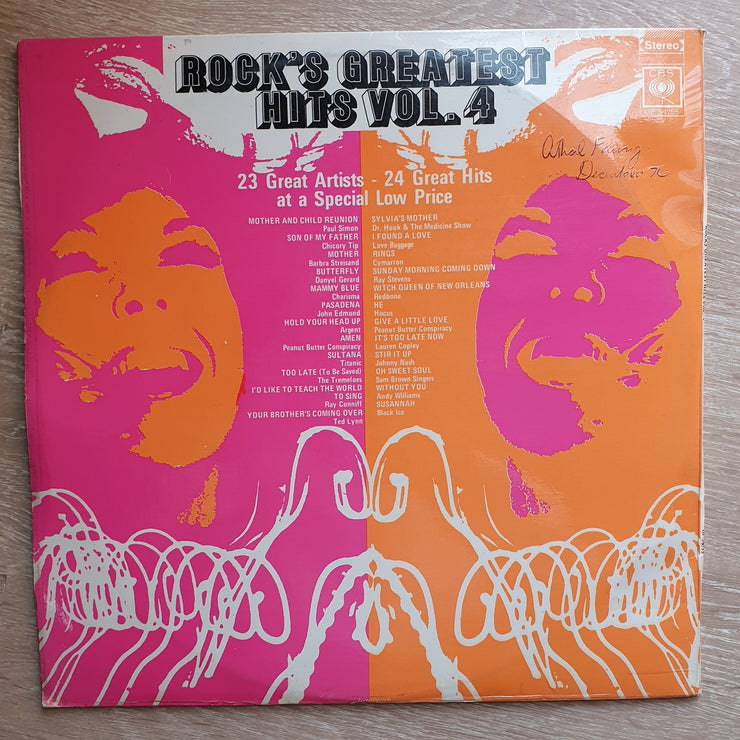 ROCK'S GREATEST
HITS VOL. 4
Stereo
CBS
23 Great Artists - 24 Great Hits
at a Special Low Price
MOTHER AND CHILD REUNION
Paul Simon
SON OF MY FATHER
Chicory Tip
MOTHER
Barbra Streisand
BUTTERFLY
Danyel Gerard
MAMMY BLUE
Charisma
PASADENA
John Edmond
HOLD YOUR HEAD UP
Argent
AMEN
Peanut Butter Conspiracy
SULTANA
Titanic
TOO LATE (To Be Saved)
The Tremeloes
I'D LIKE TO TEACH THE WORLD
TO SING
Ray Conniff
YOUR BROTHER'S COMING OVER
Ted Lynn
SYLVIA'S MOTHER
Dr. Hook & The Medicine Show
I FOUND A LOVE
Love Baggage
RINGS
Cymarron
SUNDAY MORNING COMING DOWN
Ray Stevens
WITCH QUEEN OF NEW ORLEANS
Redbone
HE
Hocus
GIVE A LITTLE LOVE
Peanut Butter Conspiracy
IT'S TOO LATE NOW
Lauren Copley
STIR IT UP
Johnny Nash
OH SWEET SOUL
Sam Brown Singers
WITHOUT YOU
Andy Williams
SUSANNAH
Black Ice